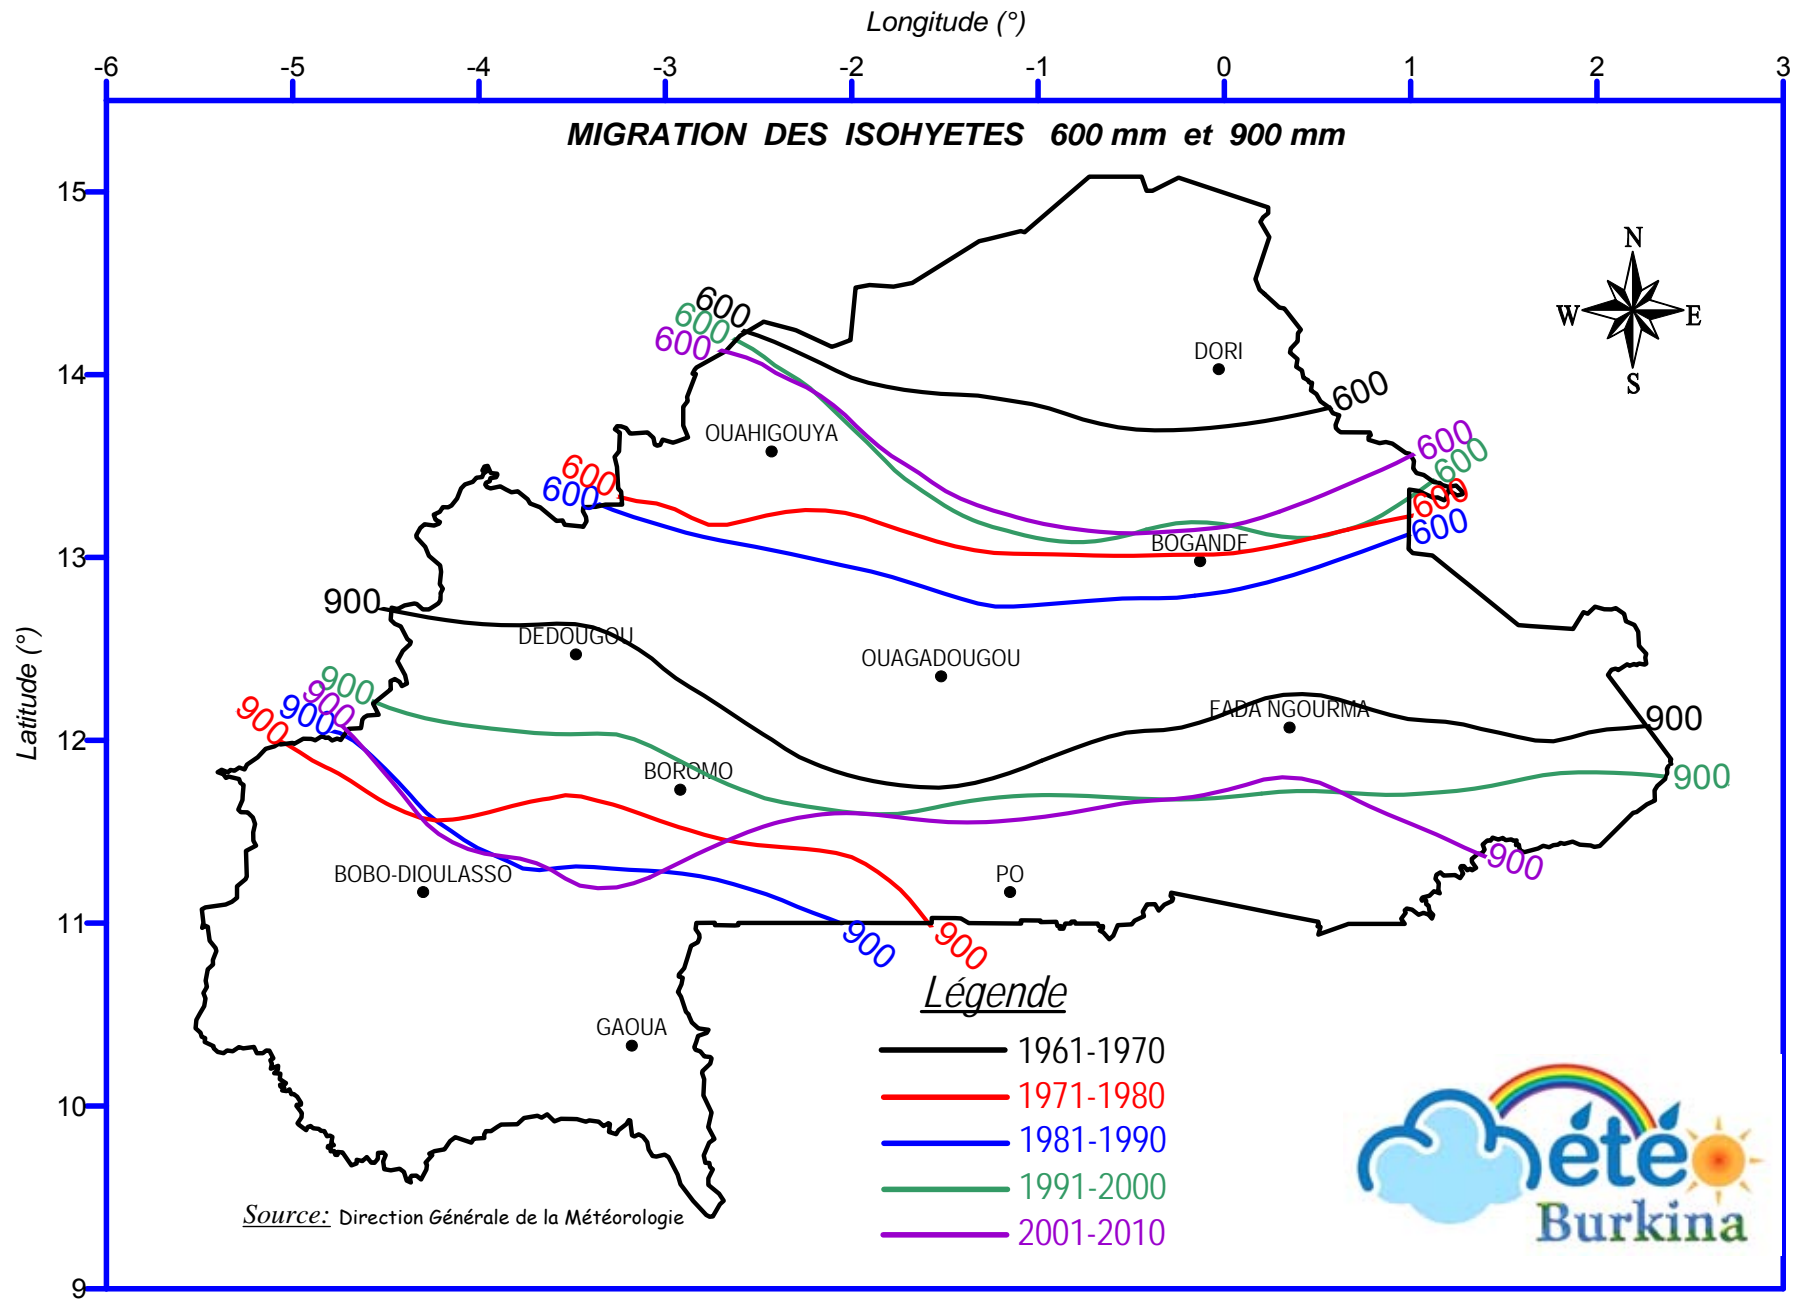 Longitude (°)
-6 -5 -4 -3 -2 -1 0 1 2 3
MIGRATION DES ISOHYETES 600 mm et 900 mm
15
14
13
12
11
10
9
Latitude (°)
N
W E
S
600
600
600
DORI
600
OUAHIGOUYA
600
600
600
600
600
600
BOGANDE
900
DEDOUGOU
OUAGADOUGOU
900
900
900
900
FADA NGOURMA
900
BOROMO
900
BOBO-DIOULASSO
PO
900
900
900
GAOUA
Légende
1961-1970
1971-1980
1981-1990
1991-2000
2001-2010
Source: Direction Générale de la Météorologie
Météo
Burkina